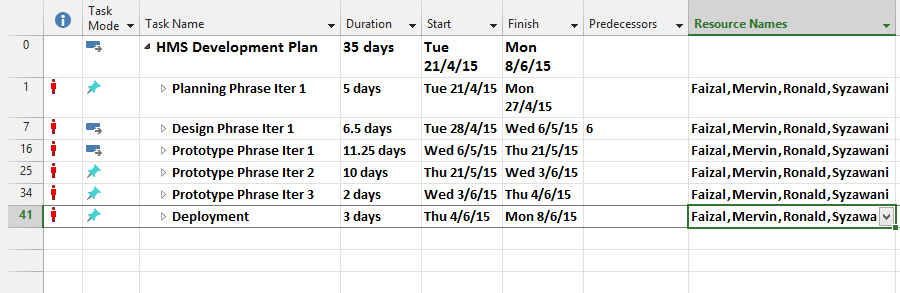 Task Mode Task Name Duration Start Finish Predecessors Resource Names
0 HMS Development Plan 35 days Tue 21/4/15 Mon 8/6/15
1 Planning Phrase Iter 1 5 days Tue 21/4/15 Mon 27/4/15 Faizal,Mervin,Ronald,Syzawani
7 Design Phrase Iter 1 6.5 days Tue 28/4/15 Wed 6/5/15 6 Faizal,Mervin,Ronald,Syzawani
16 Prototype Phrase Iter 1 11.25 days Wed 6/5/15 Thu 21/5/15 Faizal,Mervin,Ronald,Syzawani
25 Prototype Phrase Iter 2 10 days Thu 21/5/15 Wed 3/6/15 Faizal,Mervin,Ronald,Syzawani
34 Prototype Phrase Iter 3 2 days Wed 3/6/15 Thu 4/6/15 Faizal,Mervin,Ronald,Syzawani
41 Deployment 3 days Thu 4/6/15 Mon 8/6/15 Faizal,Mervin,Ronald,Syzawa